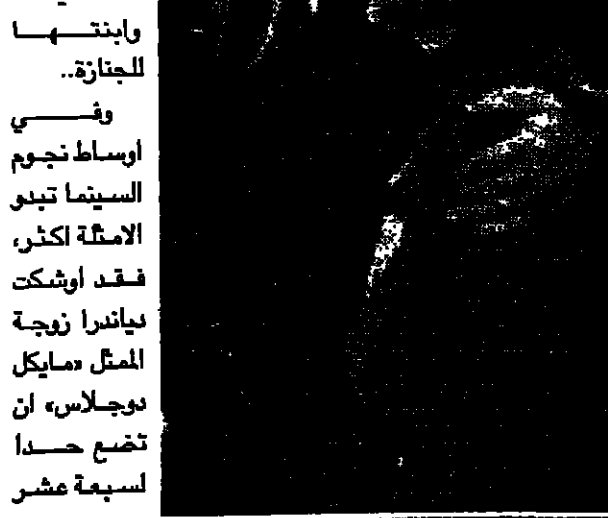 وابنتها
للجنازة..
وفي
اوساط نجوم
السينما تبدو
الامثلة اكثر،
فقد اوشكت
دياندرا زوجة
الممثل «مايكل
دوجلاس» ان
تضع حدا
لسبعة عشر